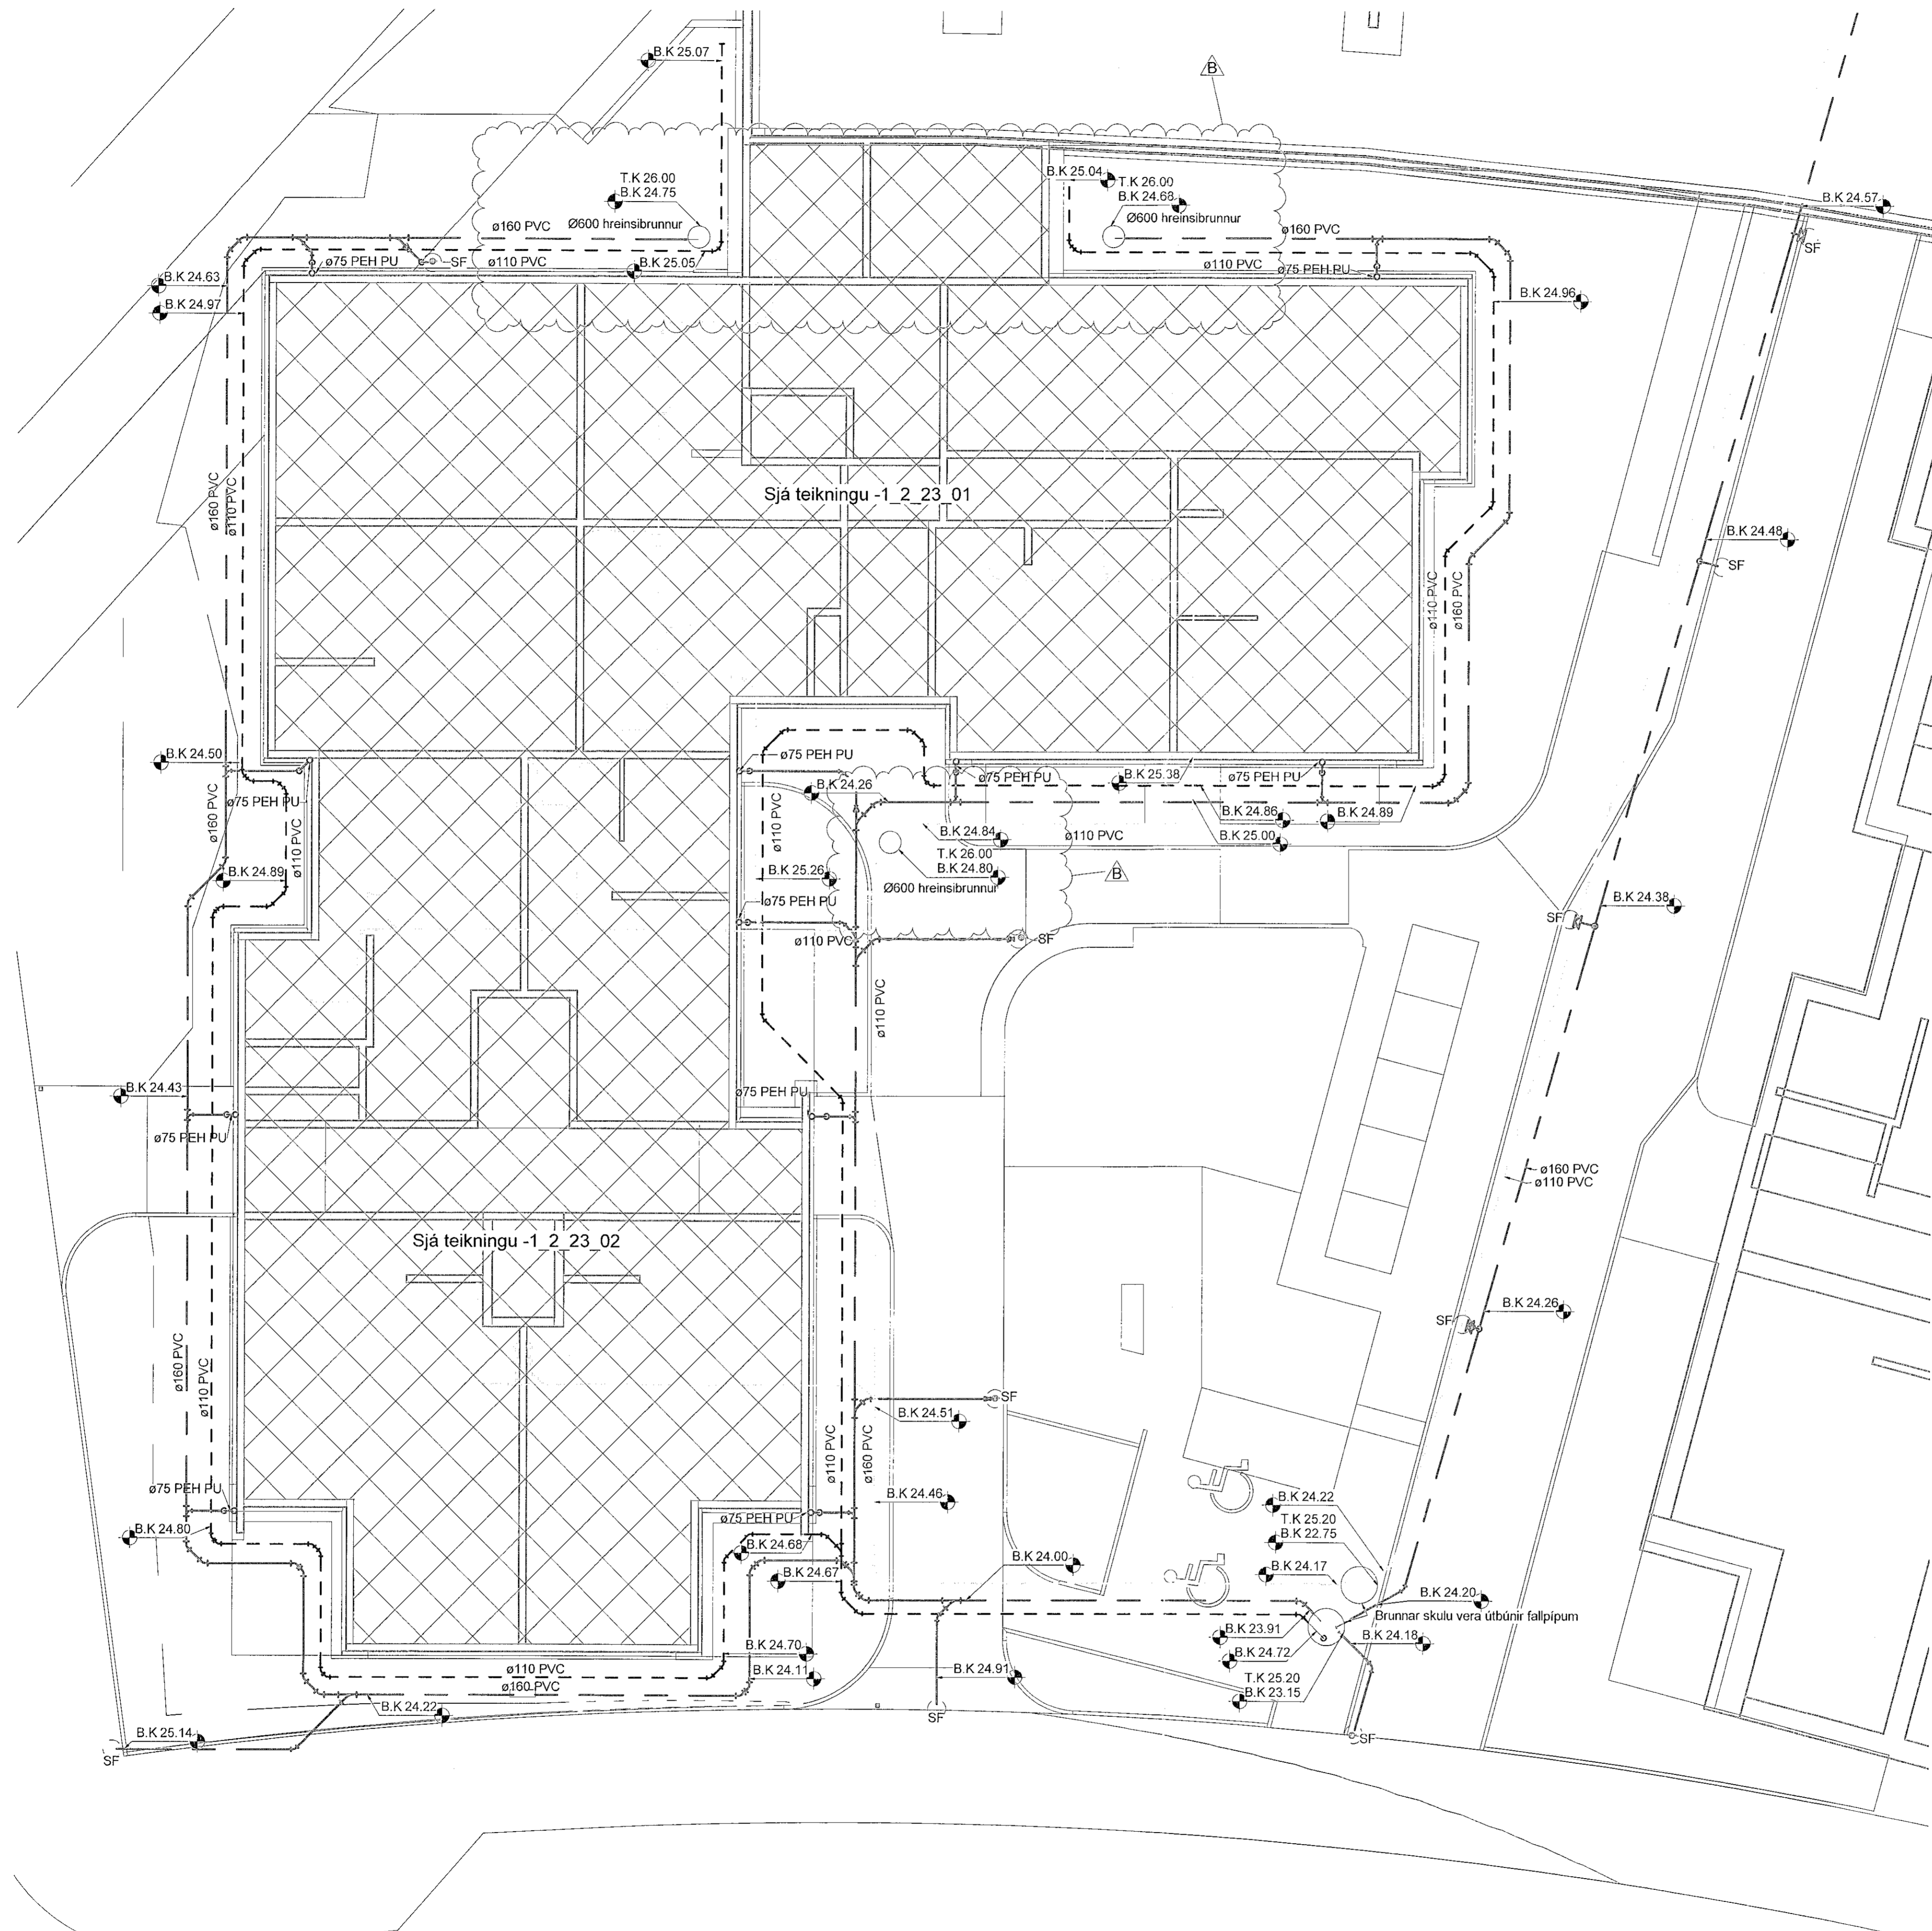 B.K 25.07
B
T.K 26.00
B.K 24.75
Ø600 hreinsibrunnur
ø160 PVC
B.K 25.04
T.K 26.00
B.K 24.68
Ø600 hreinsibrunnur
ø160 PVC
B.K 24.57
SF
ø75 PEH PU
SF
ø110 PVC
B.K 25.05
ø110 PVC
ø75 PEH PU
B.K 24.63
B.K 24.97
B.K 24.96
ø160 PVC
ø110 PVC
Sjá teikningu -1_2_23_01
B.K 24.48
SF
ø110 PVC
ø160 PVC
B.K 24.50
ø75 PEH PU
ø160 PVC
ø110 PVC
B.K 24.89
ø75 PEH PU
B.K 24.26
ø75 PEH PU
B.K 25.38
ø75 PEH PU
ø110 PVC
B.K 24.84
T.K 26.00
B.K 24.80
Ø600 hreinsibrunnur
B.K 24.86
B.K 24.89
ø110 PVC
B.K 25.00
B
B.K 25.26
ø75 PEH PU
ø110 PVC
SF
SF
B.K 24.38
ø110 PVC
B.K 24.43
ø75 PEH PU
ø75 PEH PU
ø160 PVC
ø110 PVC
Sjá teikningu -1_2_23_02
SF
B.K 24.26
ø160 PVC
ø110 PVC
SF
B.K 24.51
ø110 PVC
ø160 PVC
B.K 24.46
ø75 PEH PU
B.K 24.80
ø75 PEH PU
B.K 24.68
B.K 24.67
B.K 24.00
B.K 24.22
T.K 25.20
B.K 22.75
B.K 24.17
B.K 24.20
Brunnar skulu vera útbúnir fallpípum
B.K 23.91
B.K 24.18
B.K 24.72
T.K 25.20
B.K 23.15
B.K 24.70
B.K 24.11
ø110 PVC
ø160 PVC
B.K 24.91
B.K 24.22
SF
SF
B.K 25.14
SF